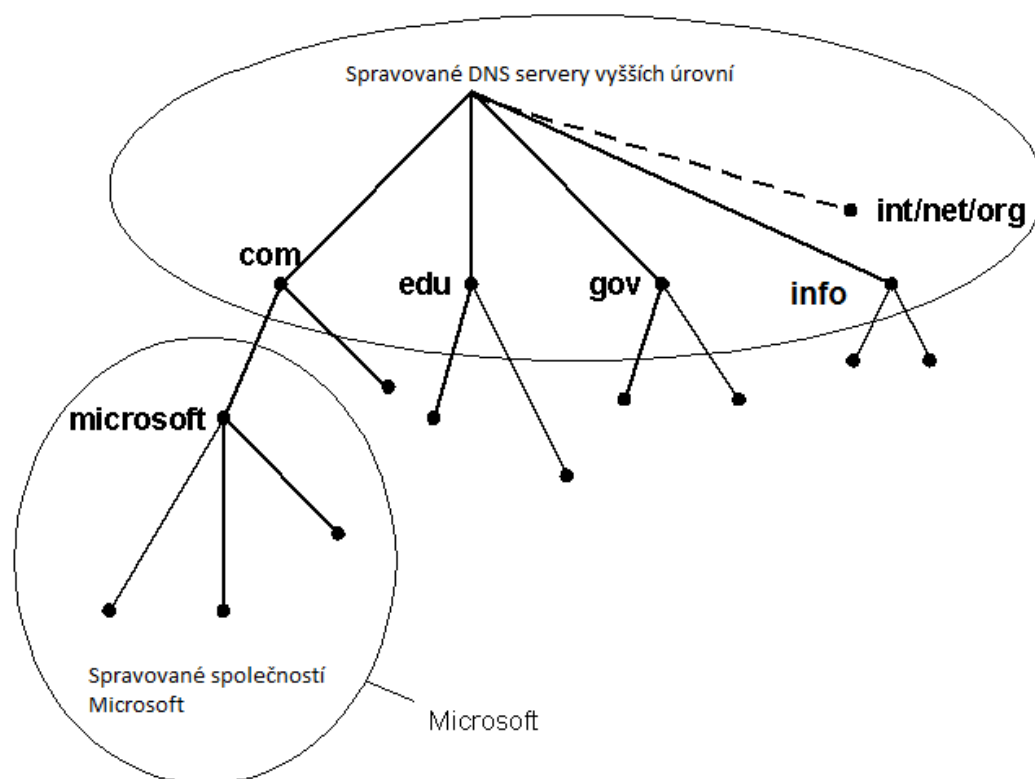 Spravované DNS servery vyšších úrovní
int/net/org
com
edu
gov
info
microsoft
Spravované společností
Microsoft
Microsoft